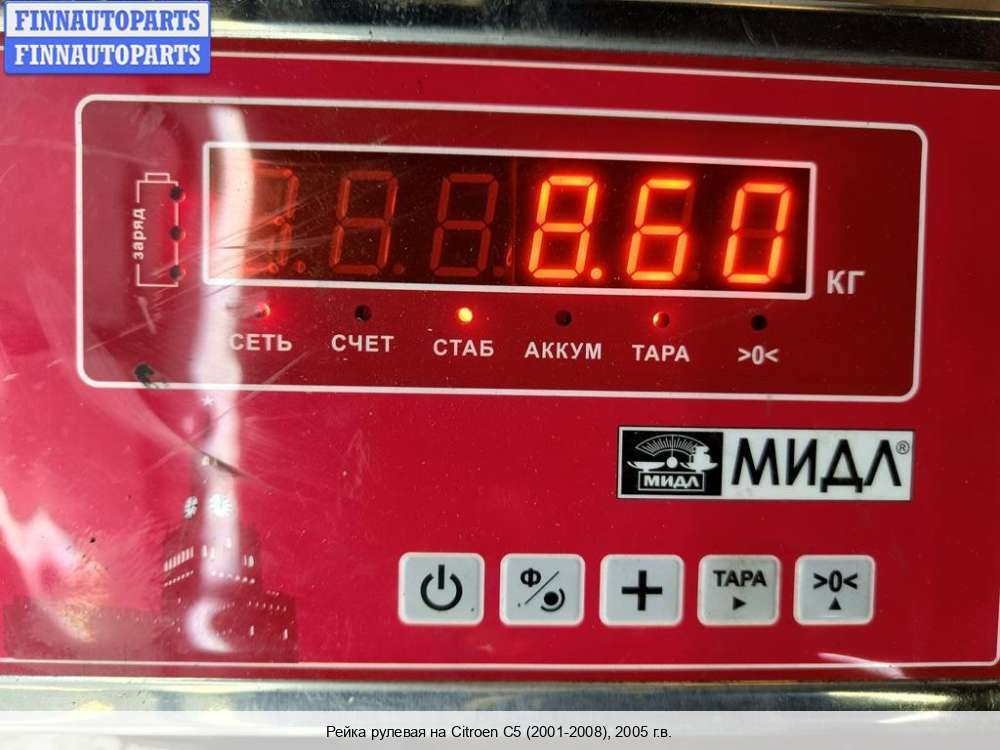 FINNAUTOPARTS
FINNAUTOPARTS
заряд
8.60
КГ
СЕТЬ СЧЕТ СТАБ АККУМ ТАРА >0<
МИДЛ МИДЛ®
Ф ТАРА >0<
Рейка рулевая на Citroen C5 (2001-2008), 2005 г.в.